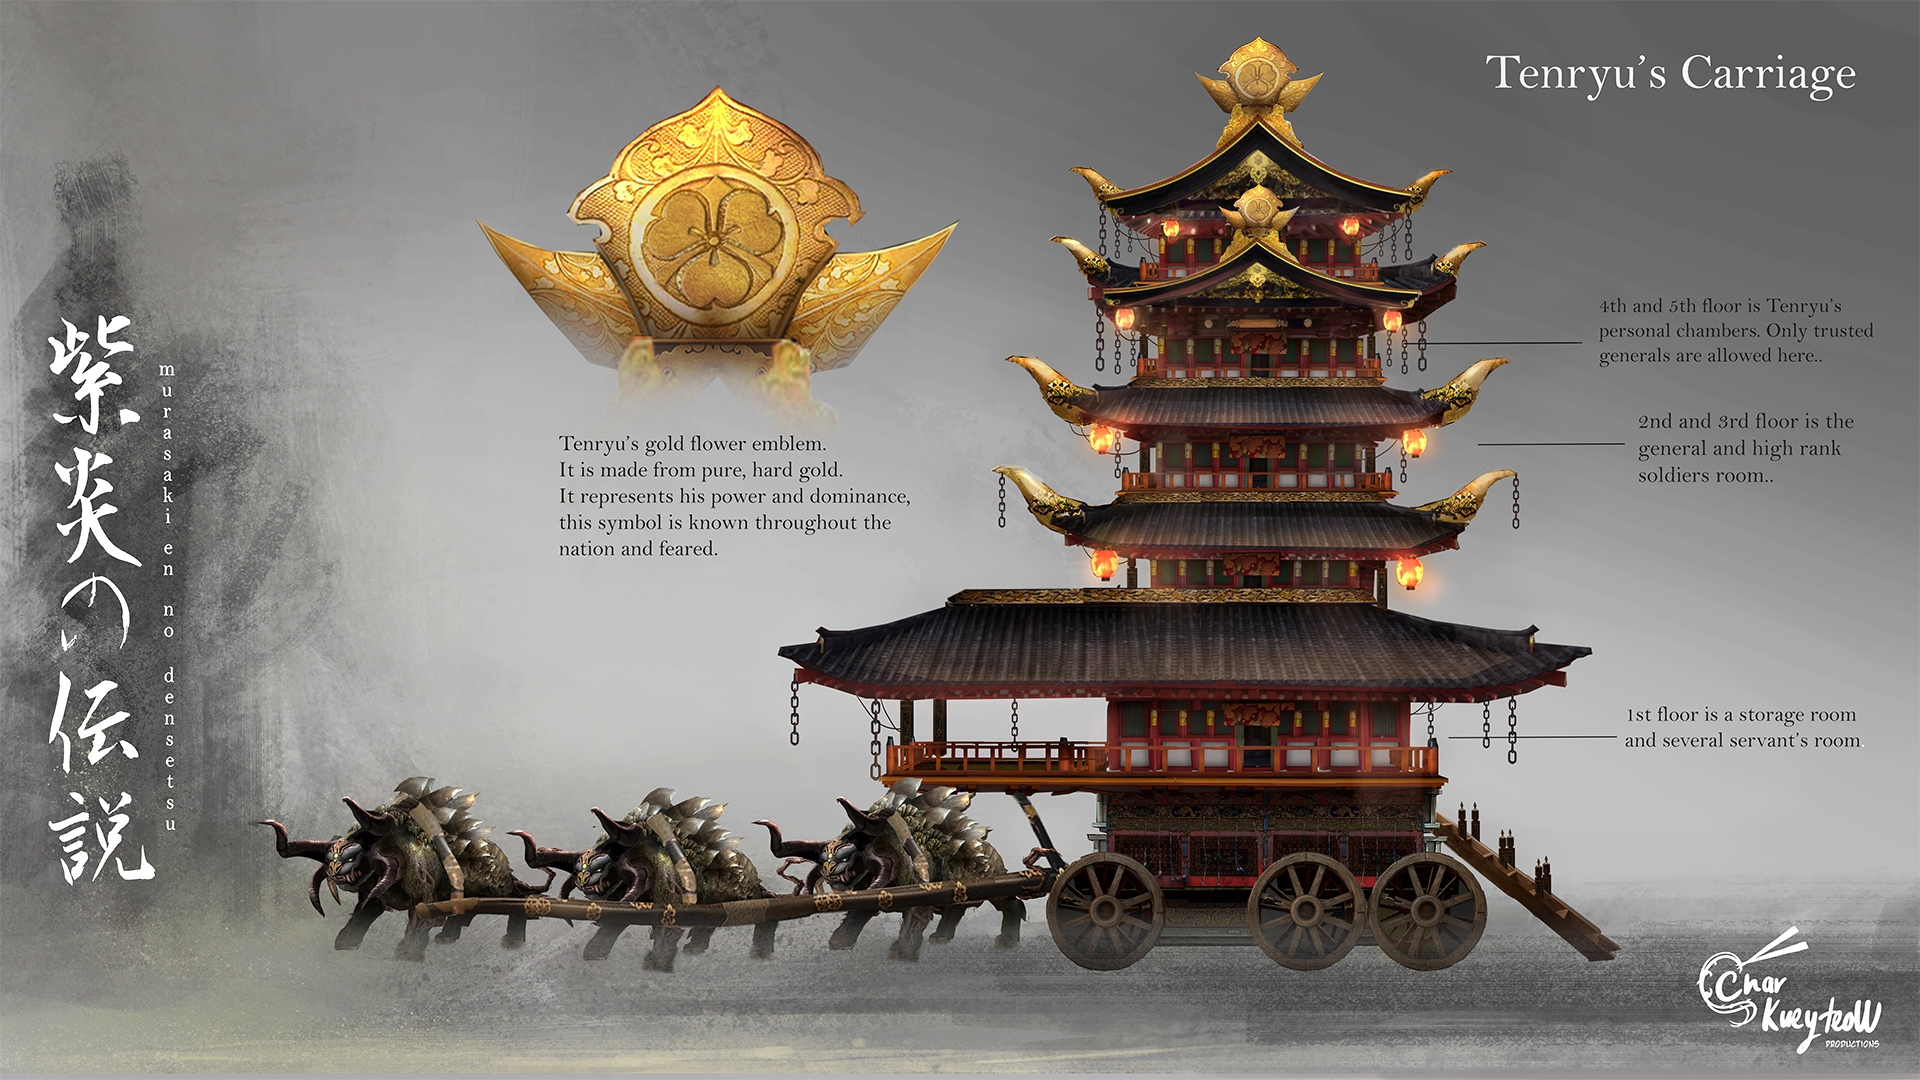 Tenryu's Carriage
紫炎の伝説
murasaki en no densetsu
Tenryu's gold flower emblem.
It is made from pure, hard gold.
It represents his power and dominance,
this symbol is known throughout the
nation and feared.
4th and 5th floor is Tenryu's
personal chambers. Only trusted
generals are allowed here..
2nd and 3rd floor is the
general and high rank
soldiers room..
1st floor is a storage room
and several servant's room.
Char
KueyteoW
PRODUCTIONS